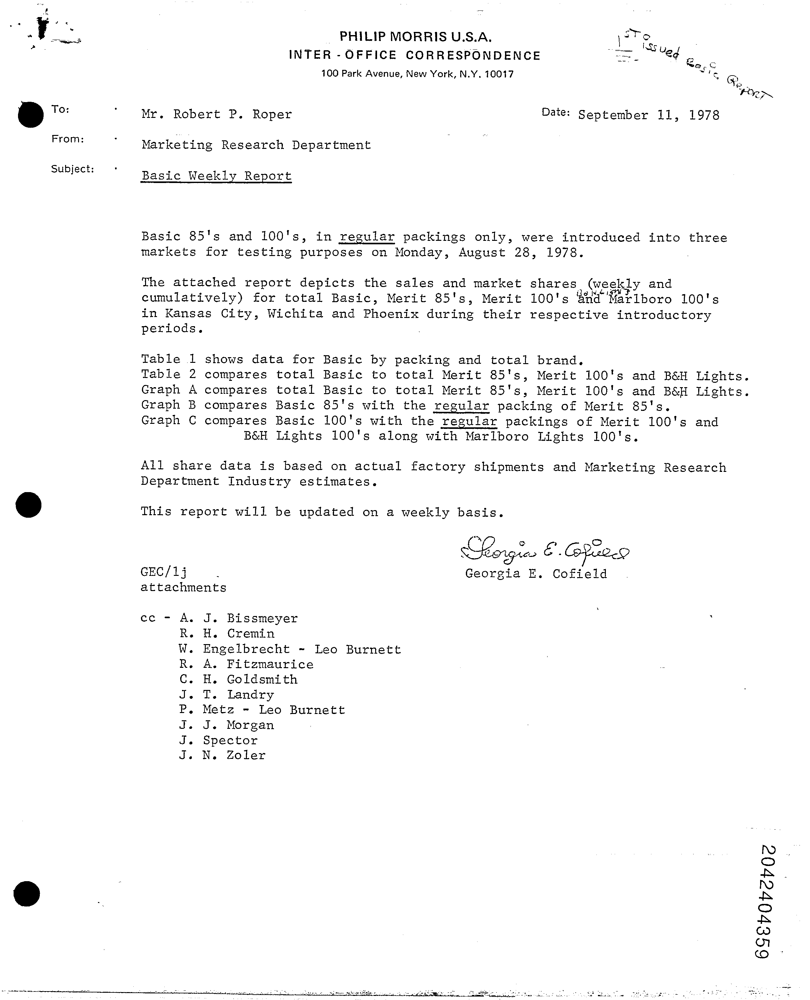 PHILIP MORRIS U.S.A.
INTER - OFFICE CORRESPONDENCE
100 Park Avenue, New York, N.Y. 10017
1STO
issued Basic Report
To: Mr. Robert P. Roper Date: September 11, 1978
From: Marketing Research Department
Subject: Basic Weekly Report
Basic 85's and 100's, in regular packings only, were introduced into three
markets for testing purposes on Monday, August 28, 1978.
The attached report depicts the sales and market shares (weekly and
cumulatively) for total Basic, Merit 85's, Merit 100's and Marlboro 100's
in Kansas City, Wichita and Phoenix during their respective introductory
periods.
Table 1 shows data for Basic by packing and total brand.
Table 2 compares total Basic to total Merit 85's, Merit 100's and B&H Lights.
Graph A compares total Basic to total Merit 85's, Merit 100's and B&H Lights.
Graph B compares Basic 85's with the regular packing of Merit 85's.
Graph C compares Basic 100's with the regular packings of Merit 100's and
B&H Lights 100's along with Marlboro Lights 100's.
All share data is based on actual factory shipments and Marketing Research
Department Industry estimates.
This report will be updated on a weekly basis.
Georgia E. Cofield
GEC/lj Georgia E. Cofield
attachments
cc - A. J. Bissmeyer
R. H. Cremin
W. Engelbrecht - Leo Burnett
R. A. Fitzmaurice
C. H. Goldsmith
J. T. Landry
P. Metz - Leo Burnett
J. J. Morgan
J. Spector
J. N. Zoler
2042404359